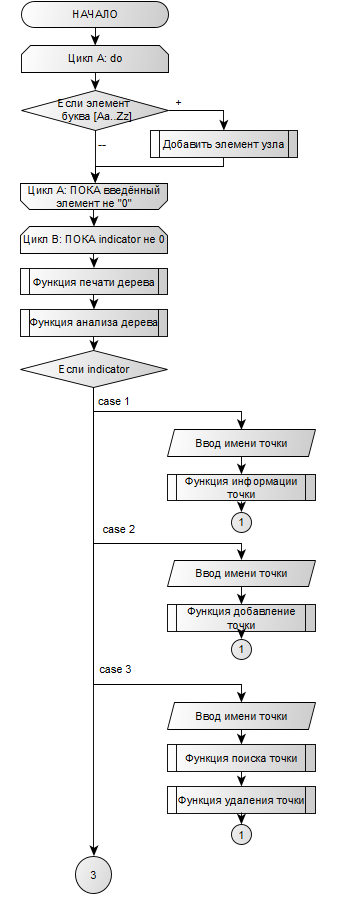 НАЧАЛО
Цикл А: do
Если элемент
буква [Aa..Zz]
+
--
Добавить элемент узла
Цикл А: ПОКА введённый
элемент не "0"
Цикл В: ПОКА indicator не 0
Функция печати дерева
Функция анализа дерева
Если indicator
case 1
Ввод имени точки
Функция информации
точки
1
case 2
Ввод имени точки
Функция добавление
точки
1
case 3
Ввод имени точки
Функция поиска точки
Функция удаления точки
1
3